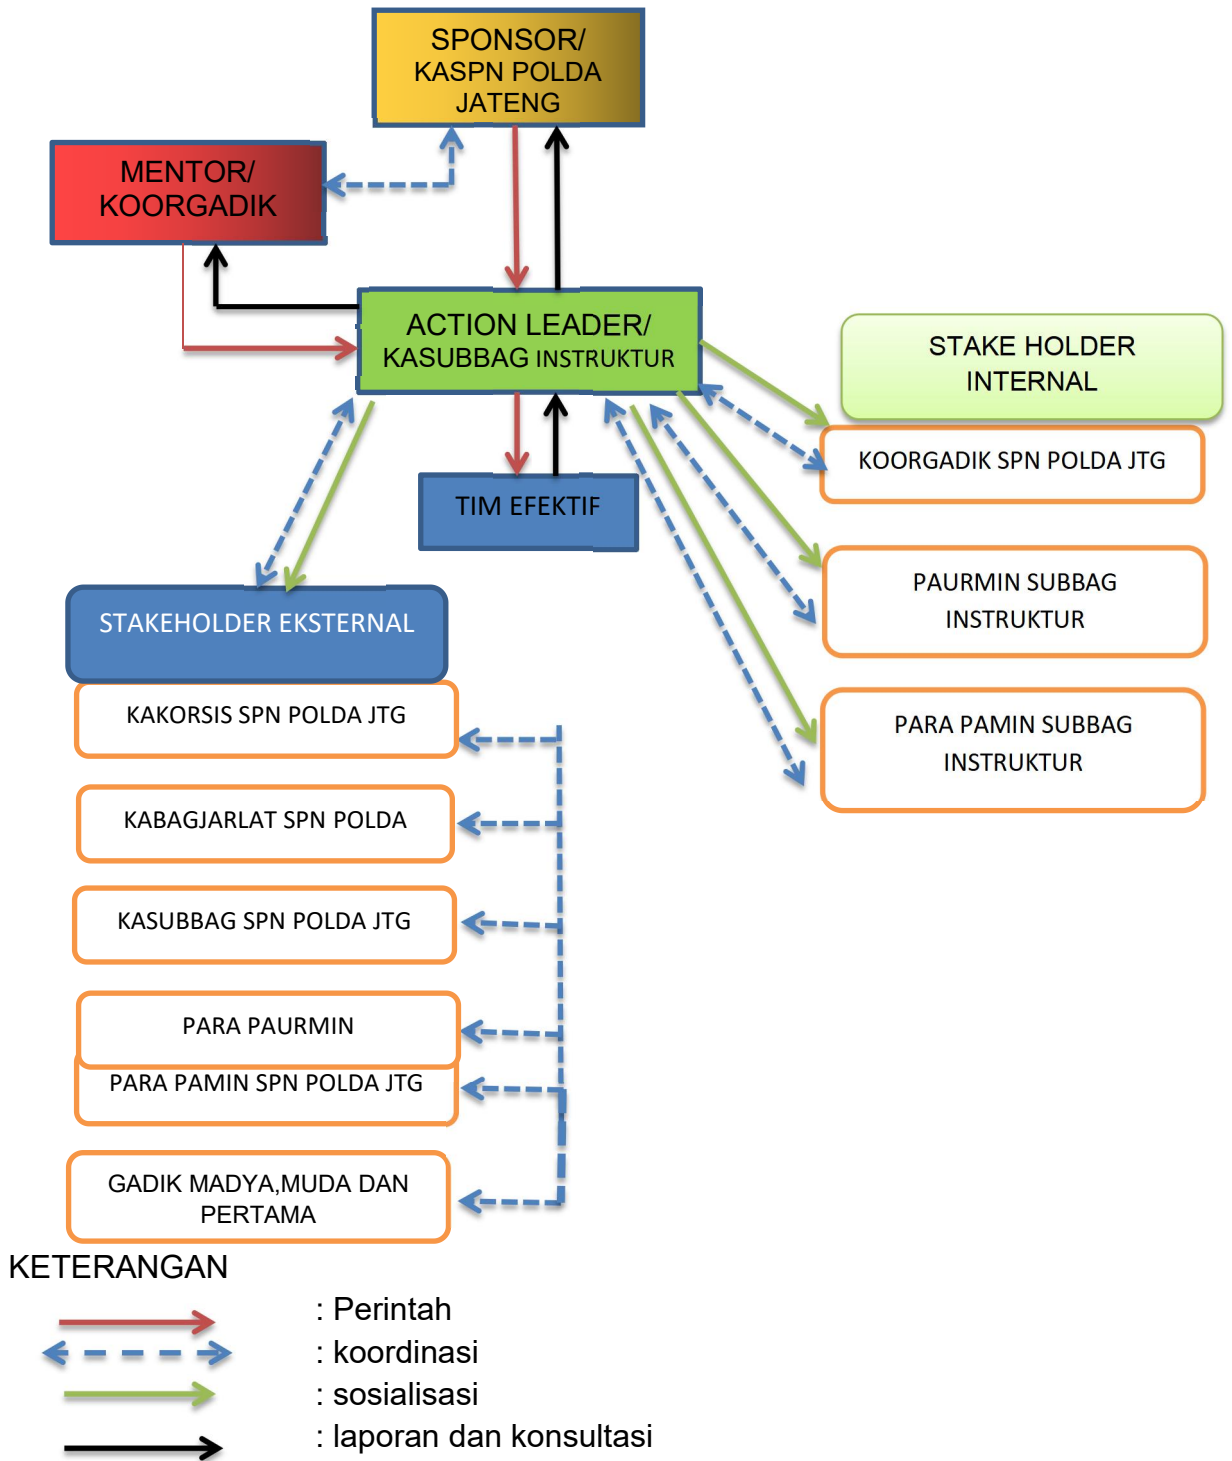 SPONSOR/
KASPN POLDA
JATENG
MENTOR/
KOORGADIK
ACTION LEADER/
KASUBBAG INSTRUKTUR
STAKE HOLDER
INTERNAL
KOORGADIK SPN POLDA JTG
TIM EFEKTIF
PAURMIN SUBBAG
INSTRUKTUR
STAKEHOLDER EKSTERNAL
PARA PAMIN SUBBAG
INSTRUKTUR
KAKORSIS SPN POLDA JTG
KABAGJARLAT SPN POLDA
KASUBBAG SPN POLDA JTG
PARA PAURMIN
PARA PAMIN SPN POLDA JTG
GADIK MADYA,MUDA DAN
PERTAMA
KETERANGAN
: Perintah
: koordinasi
: sosialisasi
: laporan dan konsultasi